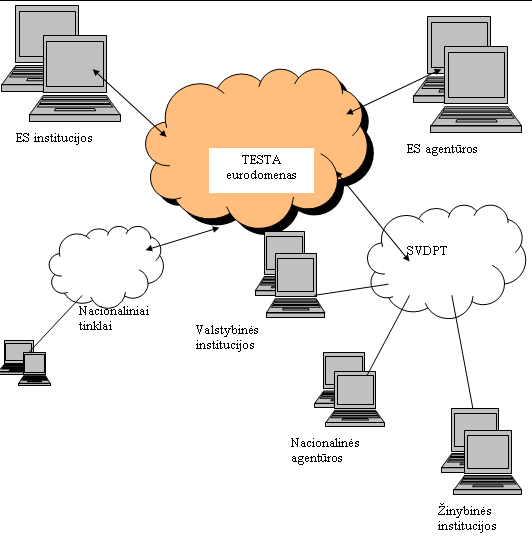 ES institucijos
ES agentūros
TESTA
eurodomenas
SVDPT
Nacionaliniai
tinklai
Valstybinės
institucijos
Nacionalinės
agentūros
Žinybinės
institucijos